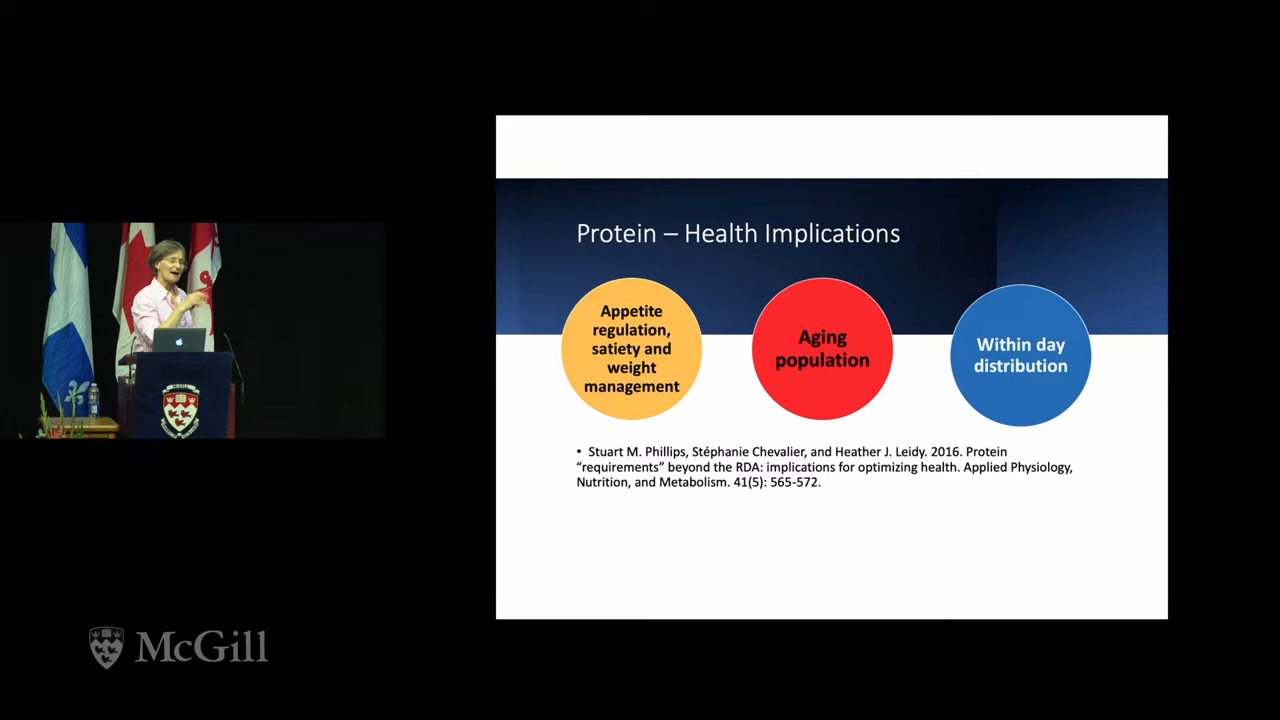 Protein – Health Implications
Appetite
regulation,
satiety and
weight
management
Aging
population
Within day
distribution
• Stuart M. Phillips, Stéphanie Chevalier, and Heather J. Leidy. 2016. Protein
“requirements” beyond the RDA: implications for optimizing health. Applied Physiology,
Nutrition, and Metabolism. 41(5): 565-572.
McGill
McGill